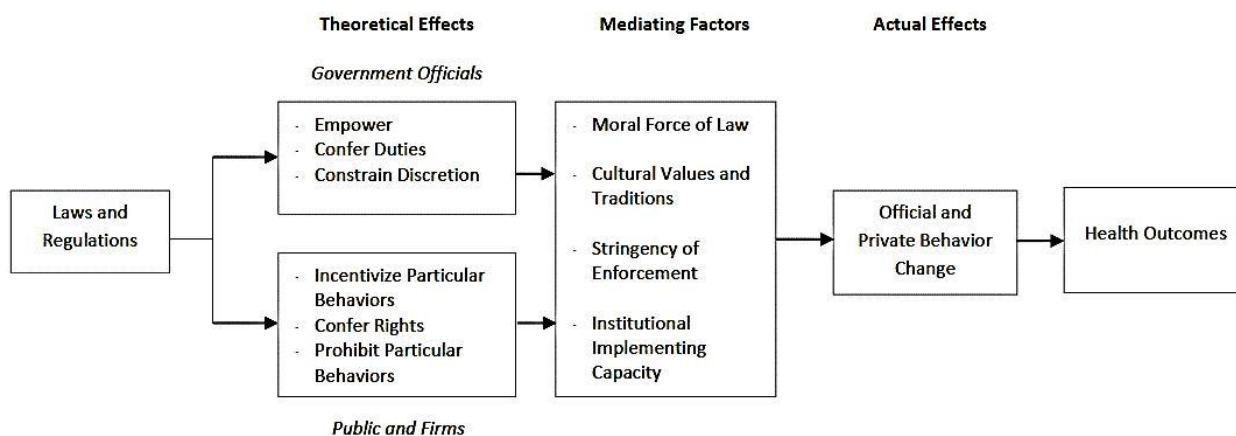 Theoretical Effects
Mediating Factors
Actual Effects
Government Officials
- Empower
- Confer Duties
- Constrain Discretion
- Moral Force of Law
- Cultural Values and
Traditions
- Stringency of
Enforcement
- Institutional
Implementing
Capacity
Laws and
Regulations
- Incentivize Particular
Behaviors
- Confer Rights
- Prohibit Particular
Behaviors
Public and Firms
Official and
Private Behavior
Change
Health Outcomes